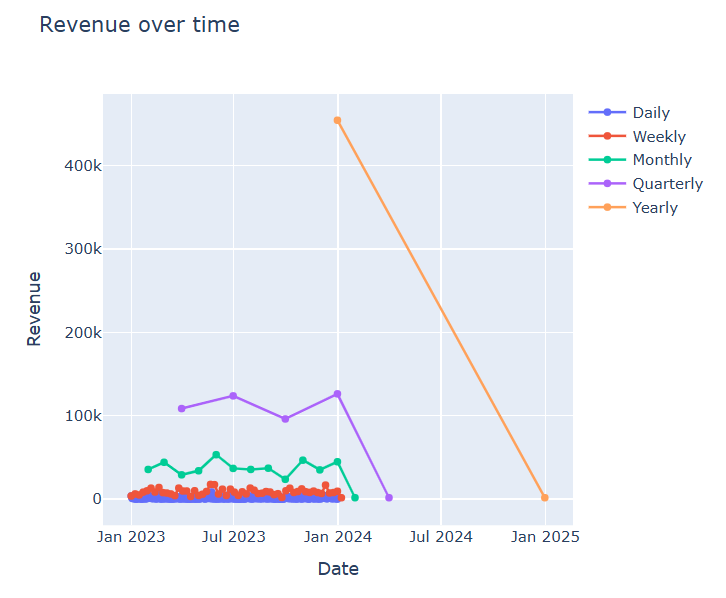 Revenue over time
Daily
Weekly
Monthly
Quarterly
Yearly
400k
300k
200k
100k
0
Revenue
Jan 2023
Jul 2023
Jan 2024
Jul 2024
Jan 2025
Date